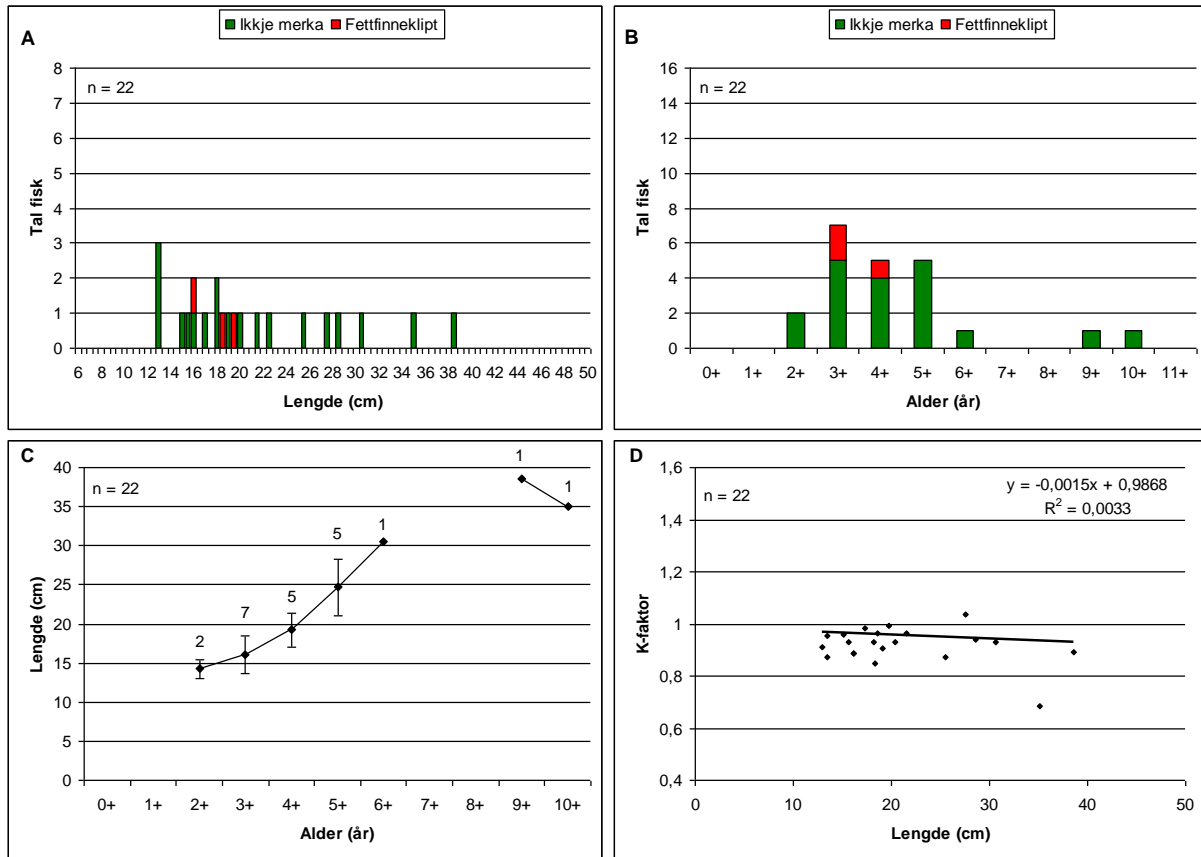 Ikkje merka Fettfinneklipt
A
n = 22
8
7
6
5
4
3
2
1
0
Tal fisk
6 8 10 12 14 16 18 20 22 24 26 28 30 32 34 36 38 40 42 44 46 48 50
Lengde (cm)
Ikkje merka Fettfinneklipt
B
n = 22
16
14
12
10
8
6
4
2
0
Tal fisk
0+ 1+ 2+ 3+ 4+ 5+ 6+ 7+ 8+ 9+ 10+ 11+
Alder (år)
C
n = 22
40
35
30
25
20
15
10
5
0
Lengde (cm)
2 7 5 5 1 1 1
0+ 1+ 2+ 3+ 4+ 5+ 6+ 7+ 8+ 9+ 10+
Alder (år)
D
n = 22
y = -0,0015x + 0,9868
R² = 0,0033
1,6
1,4
1,2
1
0,8
0,6
0,4
K-faktor
0 10 20 30 40 50
Lengde (cm)